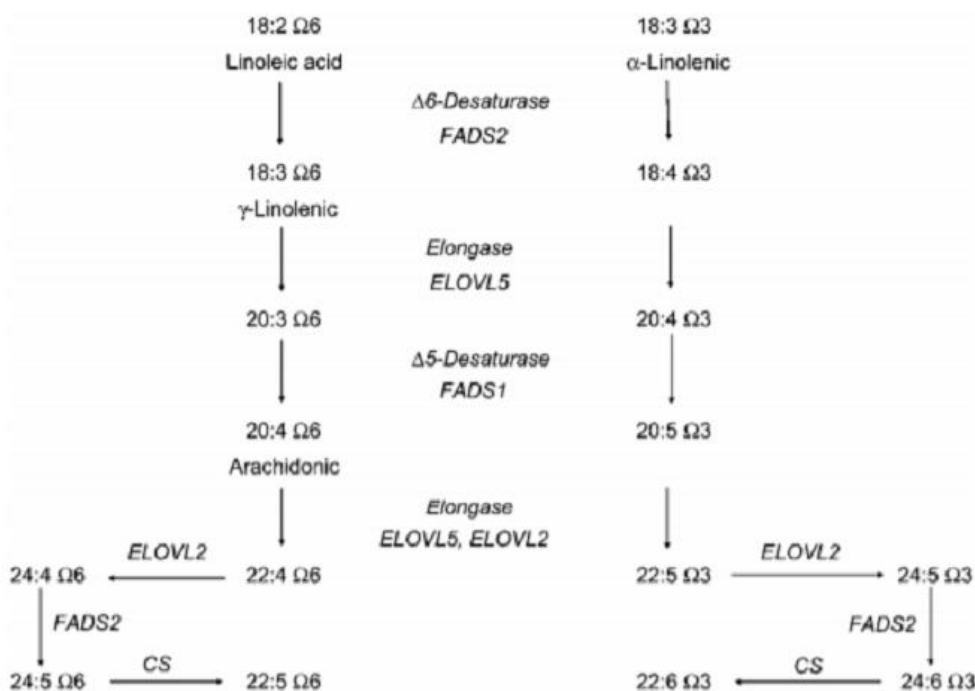 18:2 Ω6 18:3 Ω3
Linoleic acid α-Linolenic
Δ6-Desaturase
FADS2
18:3 Ω6 18:4 Ω3
γ-Linolenic
Elongase
ELOVL5
20:3 Ω6 20:4 Ω3
Δ5-Desaturase
FADS1
20:4 Ω6 20:5 Ω3
Arachidonic
Elongase
ELOVL5, ELOVL2
ELOVL2 ELOVL2
24:4 Ω6 22:4 Ω6 22:5 Ω3 24:5 Ω3
FADS2 FADS2
CS CS
24:5 Ω6 22:5 Ω6 22:6 Ω3 24:6 Ω3